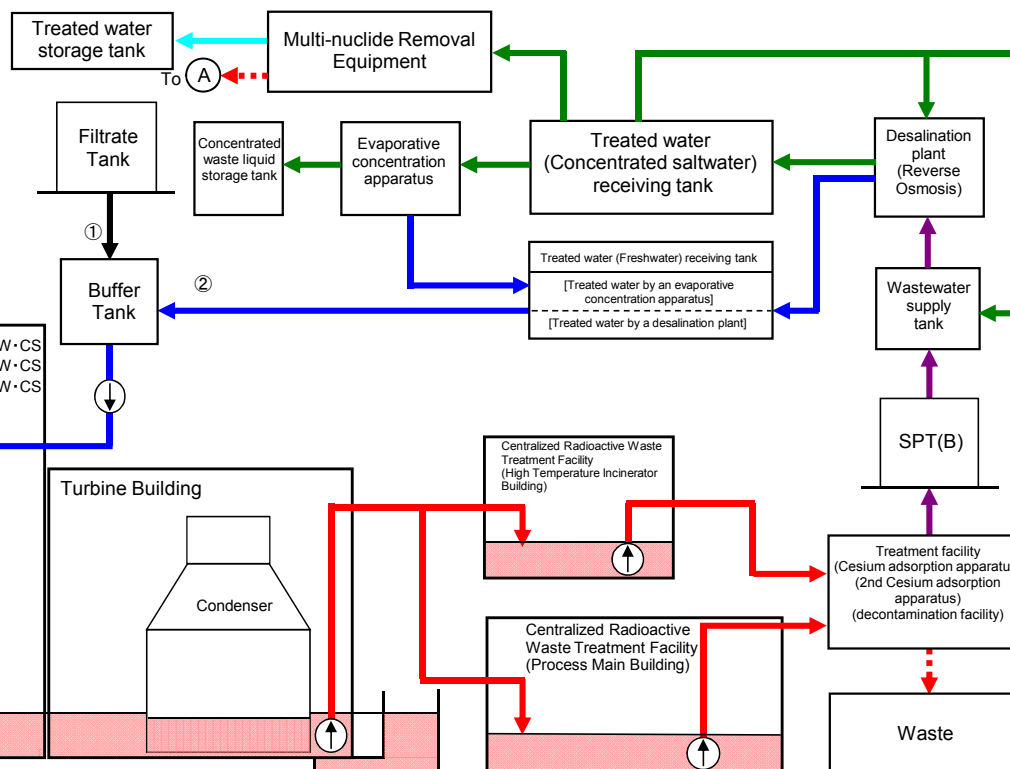 Treated water
storage tank
Multi-nuclide Removal
Equipment
To
A
Filtrate
Tank
Concentrated
waste liquid
storage tank
Evaporative
concentration
apparatus
Treated water
(Concentrated saltwater)
receiving tank
Desalination
plant
(Reverse
Osmosis)
①
②
Buffer
Tank
Treated water (Freshwater) receiving tank
[Treated water by an evaporative
concentration apparatus]
[Treated water by a desalination plant]
Wastewater
supply
tank
W・CS
W・CS
W・CS
SPT(B)
Centralized Radioactive Waste
Treatment Facility
(High Temperature Incinerator
Building)
Turbine Building
Condenser
Treatment facility
(Cesium adsorption apparatu
(2nd Cesium adsorption
apparatus)
(decontamination facility)
Centralized Radioactive
Waste Treatment Facility
(Process Main Building)
Waste